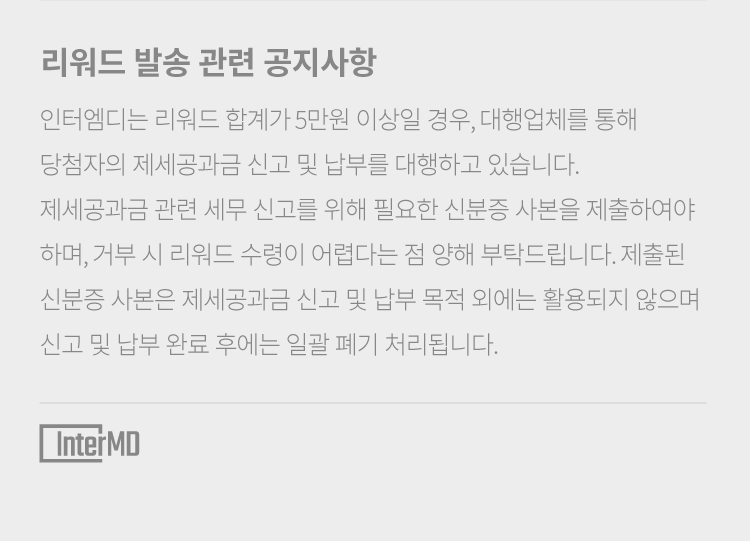 리워드 발송 관련 공지사항
인터엠디는 리워드 합계가 5만원 이상일 경우, 대행업체를 통해
당첨자의 제세공과금 신고 및 납부를 대행하고 있습니다.
제세공과금 관련 세무 신고를 위해 필요한 신분증 사본을 제출하여야
하며, 거부 시 리워드 수령이 어렵다는 점 양해 부탁드립니다. 제출된
신분증 사본은 제세공과금 신고 및 납부 목적 외에는 활용되지 않으며
신고 및 납부 완료 후에는 일괄 폐기 처리됩니다.
InterMD